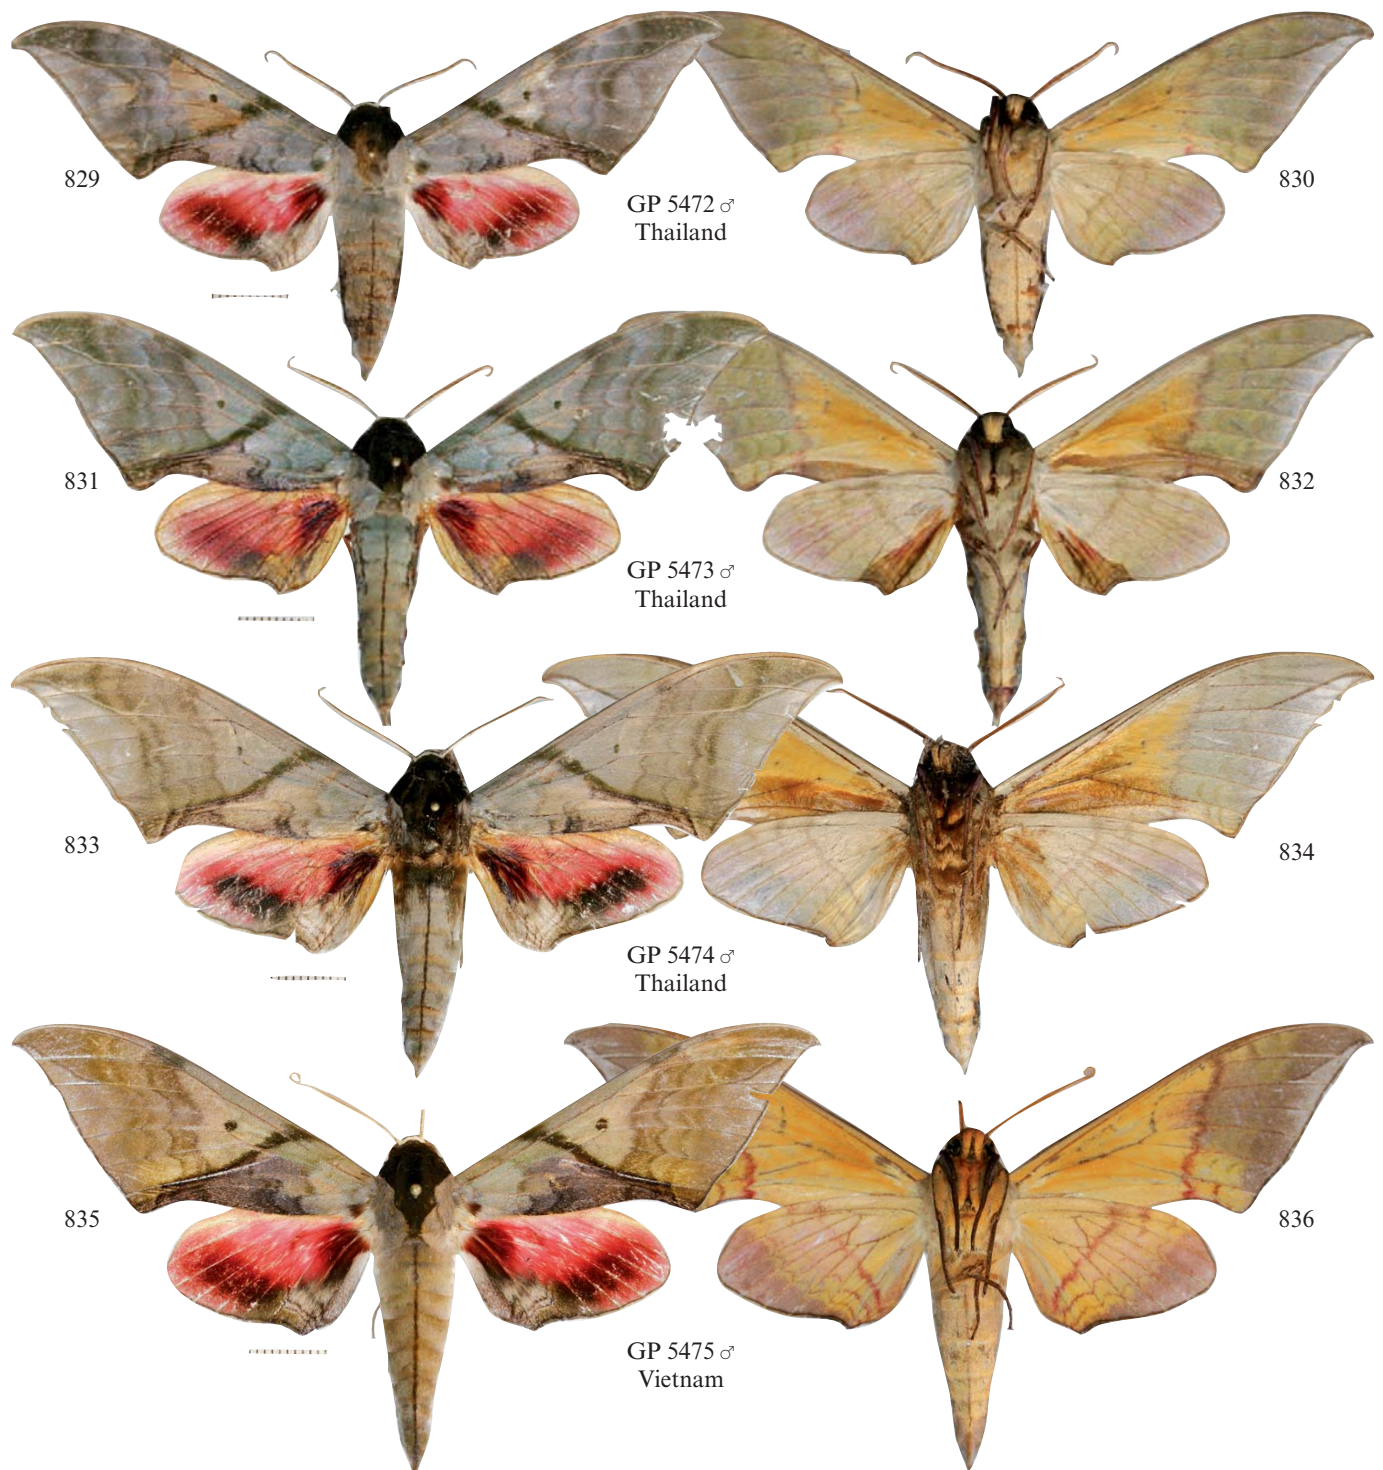 829
GP 5472 ♂
Thailand
830
831
GP 5473 ♂
Thailand
832
833
GP 5474 ♂
Thailand
834
835
GP 5475 ♂
Vietnam
836